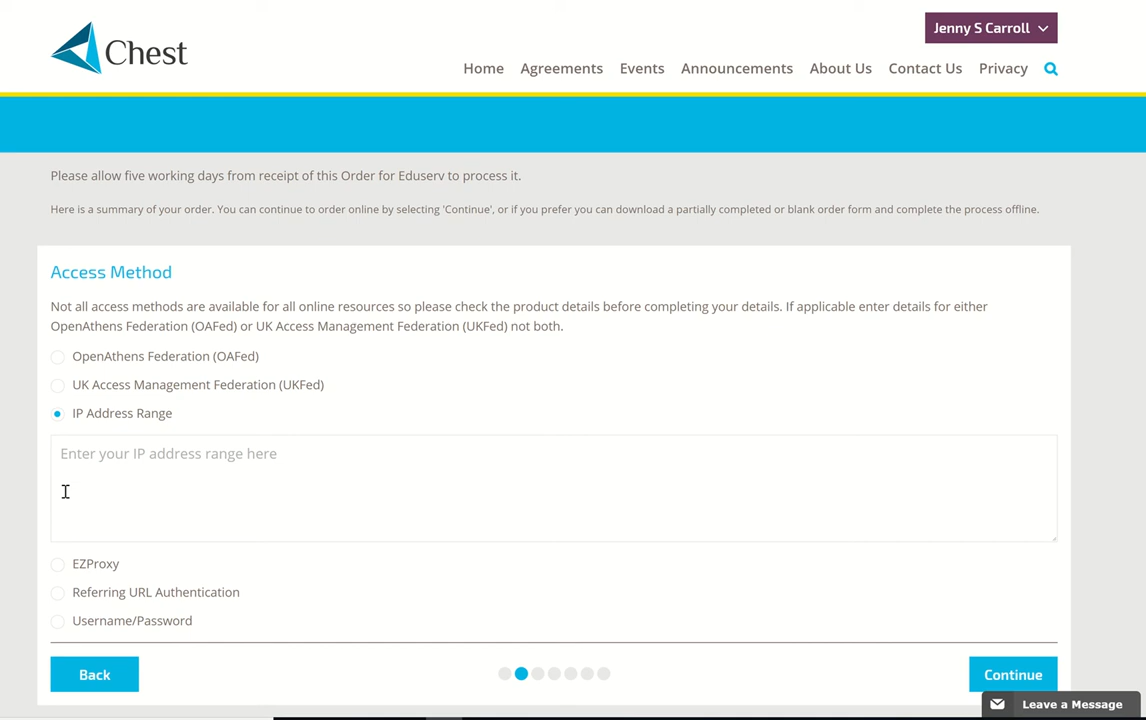 Jenny S Carroll
Chest
Home Agreements Events Announcements About Us Contact Us Privacy
Please allow five working days from receipt of this Order for Eduserv to process it.
Here is a summary of your order. You can continue to order online by selecting 'Continue', or if you prefer you can download a partially completed or blank order form and complete the process offline.
Access Method
Not all access methods are available for all online resources so please check the product details before completing your details. If applicable enter details for either
OpenAthens Federation (OAFed) or UK Access Management Federation (UKFed) not both.
OpenAthens Federation (OAFed)
UK Access Management Federation (UKFed)
IP Address Range
Enter your IP address range here
EZProxy
Referring URL Authentication
Username/Password
Back Continue
Leave a Message